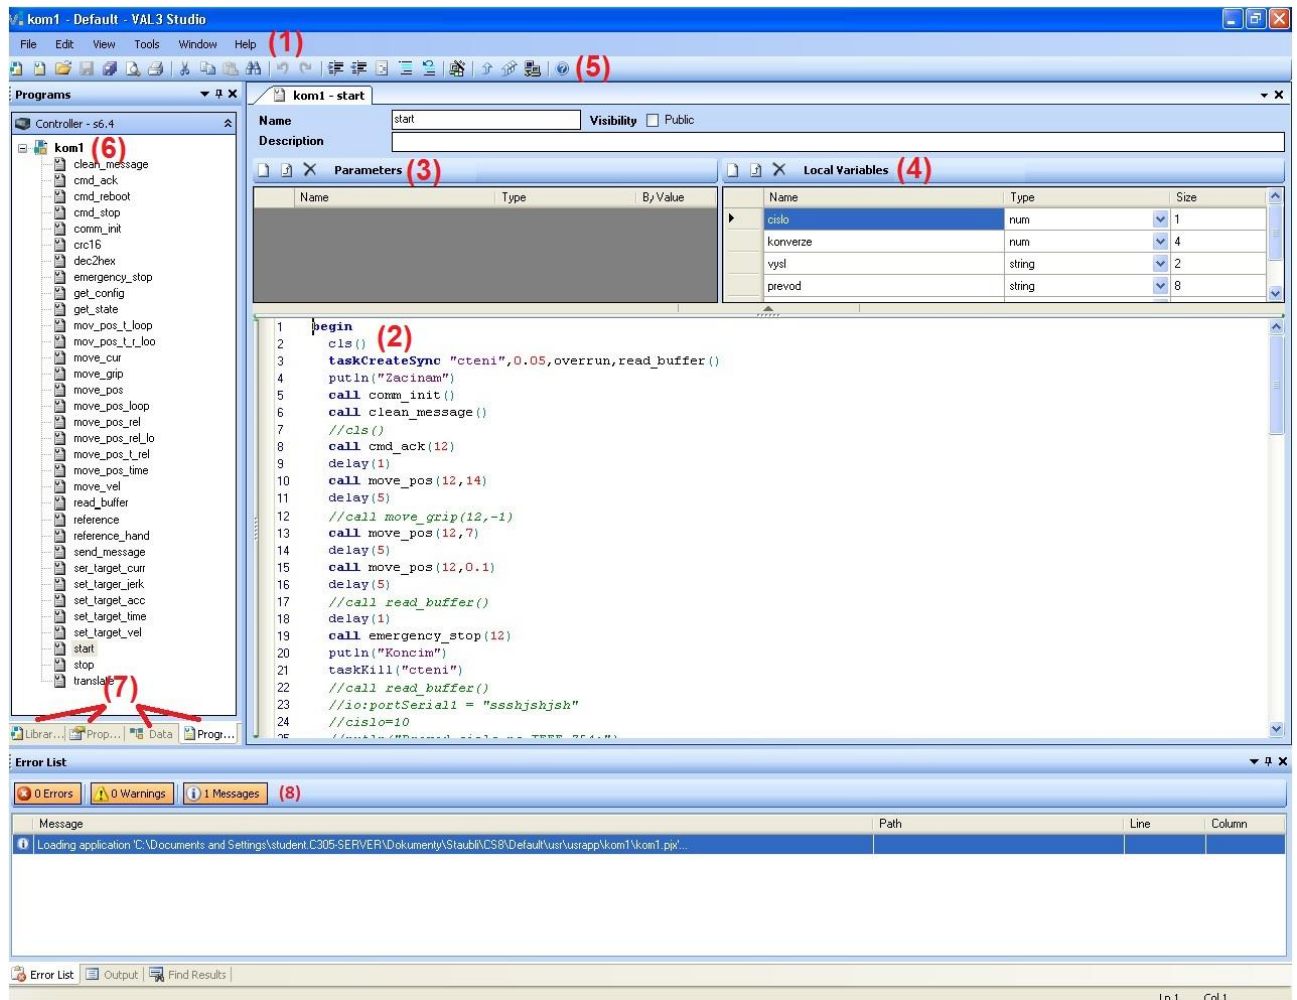 kom1 - Default - VAL3 Studio
File Edit View Tools Window Help (1)
(5)
Programs
kom1 - start
Controller - s6.4
Name start Visibility Public
Description
kom1 (6)
clean_message
cmd_ack
cmd_reboot
cmd_stop
comm_init
crc16
dec2hex
emergency_stop
get_config
get_state
mov_pos_t_loop
mov_pos_t_r_loo
move_cur
move_grip
move_pos
move_pos_loop
move_pos_rel
move_pos_rel_lo
move_pos_t_rel
move_pos_time
move_vel
read_buffer
reference
reference_hand
send_message
ser_target_curr
set_targer_jerk
set_target_acc
set_target_time
set_target_vel
start
stop
translate
(7)
Librar... Prop... Data Progr...
Parameters (3)
Name Type By Value
Local Variables (4)
Name Type Size
cislo num 1
konverze num 4
vysl string 2
prevod string 8
1 begin
2 cls() (2)
3 taskCreateSync "cteni",0.05,overrun,read_buffer()
4 putln("Zacinam")
5 call comm_init()
6 call clean_message()
7 //cls()
8 call cmd_ack(12)
9 delay(1)
10 call move_pos(12,14)
11 delay(5)
12 //call move_grip(12,-1)
13 call move_pos(12,7)
14 delay(5)
15 call move_pos(12,0.1)
16 delay(5)
17 //call read_buffer()
18 delay(1)
19 call emergency_stop(12)
20 putln("Koncim")
21 taskKill("cteni")
22 //call read_buffer()
23 //io:portSerial1 = "ssshjshjsh"
24 //cislo=10
Error List
0 Errors 0 Warnings 1 Messages (8)
Message Path Line Column
Loading application 'C:\Documents and Settings\student.C305-SERVER\Dokumenty\Staubli\CS8\Default\usr\usrapp\kom1\kom1.pjx'...
Error List Output Find Results
Ln 1 Col 1